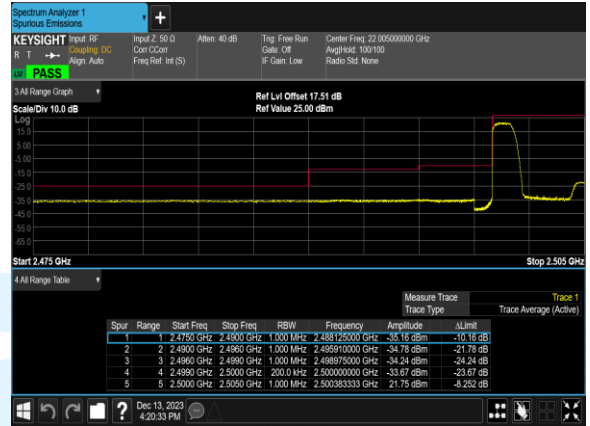 Spectrum Analyzer 1
Spurious Emissions
KEYSIGHT Input: RF Input Z: 50 Ω Atten: 40 dB Trig: Free Run Center Freq: 22.005000000 GHz
R T Coupling: DC Corr CCorr Gate: Off Avg|Hold: 100/100
Align: Auto Freq Ref: Int (S) IF Gain: Low Radio Std: None
PASS
3 All Range Graph
Ref Lvl Offset 17.51 dB
Scale/Div 10.0 dB Ref Value 25.00 dBm
Log
15.0
5.00
-5.00
-15.0
-25.0
-35.0
-45.0
-55.0
-65.0
Start 2.475 GHz Stop 2.505 GHz
4 All Range Table
Measure Trace Trace 1
Trace Type Trace Average (Active)
Spur Range Start Freq Stop Freq RBW Frequency Amplitude ΔLimit
1 1 2.4750 GHz 2.4900 GHz 1.000 MHz 2.488125000 GHz -35.16 dBm -10.16 dB
2 2 2.4900 GHz 2.4960 GHz 1.000 MHz 2.495910000 GHz -34.78 dBm -21.78 dB
3 3 2.4960 GHz 2.4990 GHz 1.000 MHz 2.498975000 GHz -34.24 dBm -24.24 dB
4 4 2.4990 GHz 2.5000 GHz 200.0 kHz 2.500000000 GHz -33.67 dBm -23.67 dB
5 5 2.5000 GHz 2.5050 GHz 1.000 MHz 2.500383333 GHz 21.75 dBm -8.252 dB
? Dec 13, 2023
4:20:33 PM